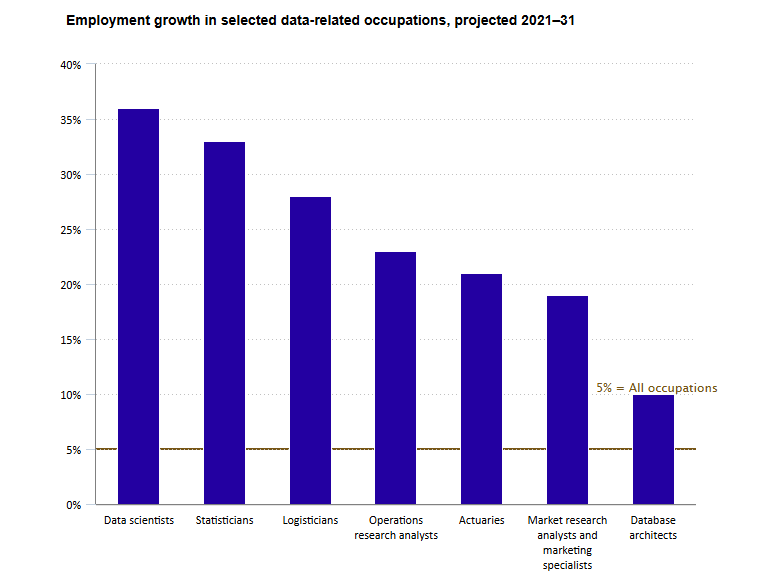 Employment growth in selected data-related occupations, projected 2021–31
40%
35%
30%
25%
20%
15%
10%
5%
0%
5% = All occupations
Data scientists
Statisticians
Logisticians
Operations
research analysts
Actuaries
Market research
analysts and
marketing
specialists
Database
architects